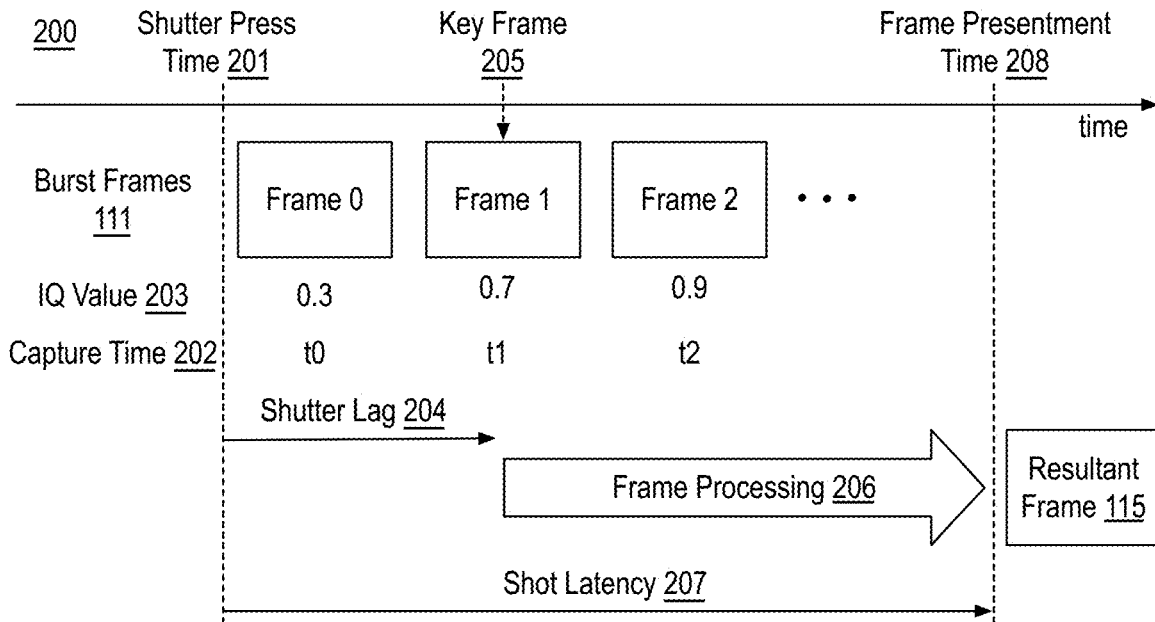 200
Shutter Press
Time 201
Key Frame
205
Frame Presentment
Time 208
time
Burst Frames
111
Frame 0
Frame 1
Frame 2
• • •
IQ Value 203
0.3
0.7
0.9
Capture Time 202
t0
t1
t2
Shutter Lag 204
Frame Processing 206
Resultant
Frame 115
Shot Latency 207